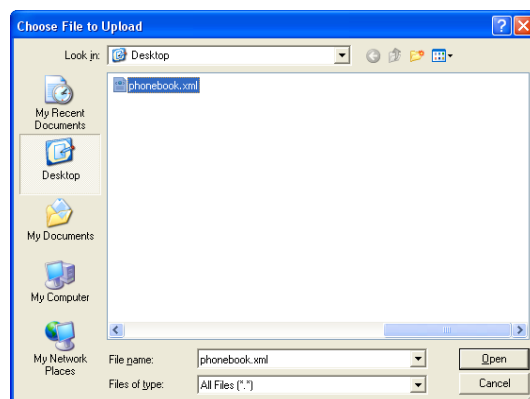 Choose File to Upload
Look in: Desktop
phonebook.xml
My Recent
Documents
Desktop
My Documents
My Computer
My Network
Places
File name: phonebook.xml Open
Files of type: All Files (*.*) Cancel